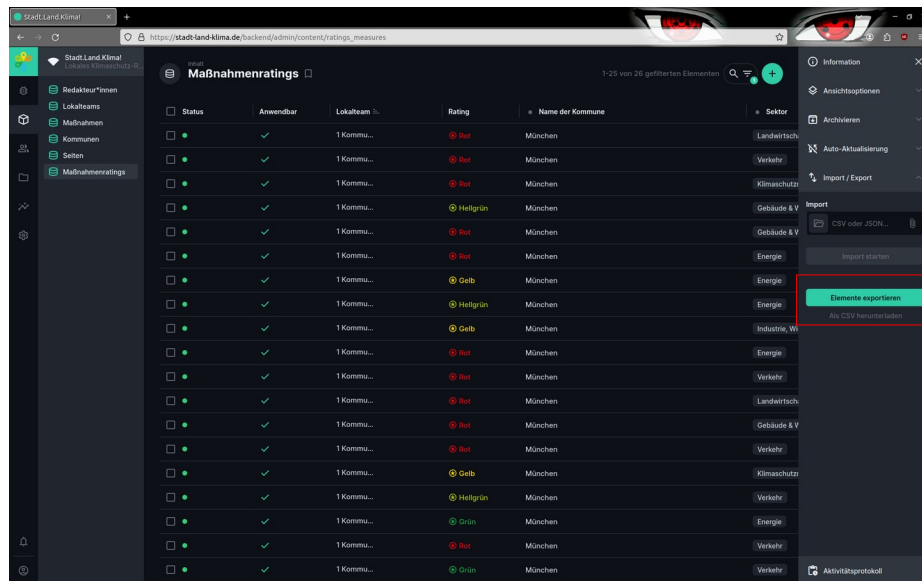 Stadt.Land.Klima!
https://stadt-land-klima.de/backend/admin/content/ratings_measures
Stadt.Land.Klima!
Lokales Klimaschutz-R...
Redakteur*innen
Lokalteams
Maßnahmen
Kommunen
Seiten
Maßnahmenratings
Inhalt
Maßnahmenratings
1-25 von 26 gefilterten Elementen
1
Status Anwendbar Lokalteam Rating Name der Kommune Sektor
1 Kommu... Rot München Landwirtscha
1 Kommu... Rot München Verkehr
1 Kommu... Rot München Klimaschutzm
1 Kommu... Hellgrün München Gebäude & W
1 Kommu... Rot München Gebäude & W
1 Kommu... Rot München Energie
1 Kommu... Gelb München Energie
1 Kommu... Hellgrün München Energie
1 Kommu... Gelb München Industrie, Wi
1 Kommu... Rot München Energie
1 Kommu... Rot München Verkehr
1 Kommu... Rot München Landwirtscha
1 Kommu... Rot München Gebäude & W
1 Kommu... Rot München Verkehr
1 Kommu... Gelb München Klimaschutzm
1 Kommu... Hellgrün München Verkehr
1 Kommu... Grün München Energie
1 Kommu... Rot München Verkehr
1 Kommu... Grün München Verkehr
Information
Ansichtsoptionen
Archivieren
Auto-Aktualisierung
Import / Export
Import
CSV oder JSON...
Import starten
Elemente exportieren
Als CSV herunterladen
Aktivitätsprotokoll